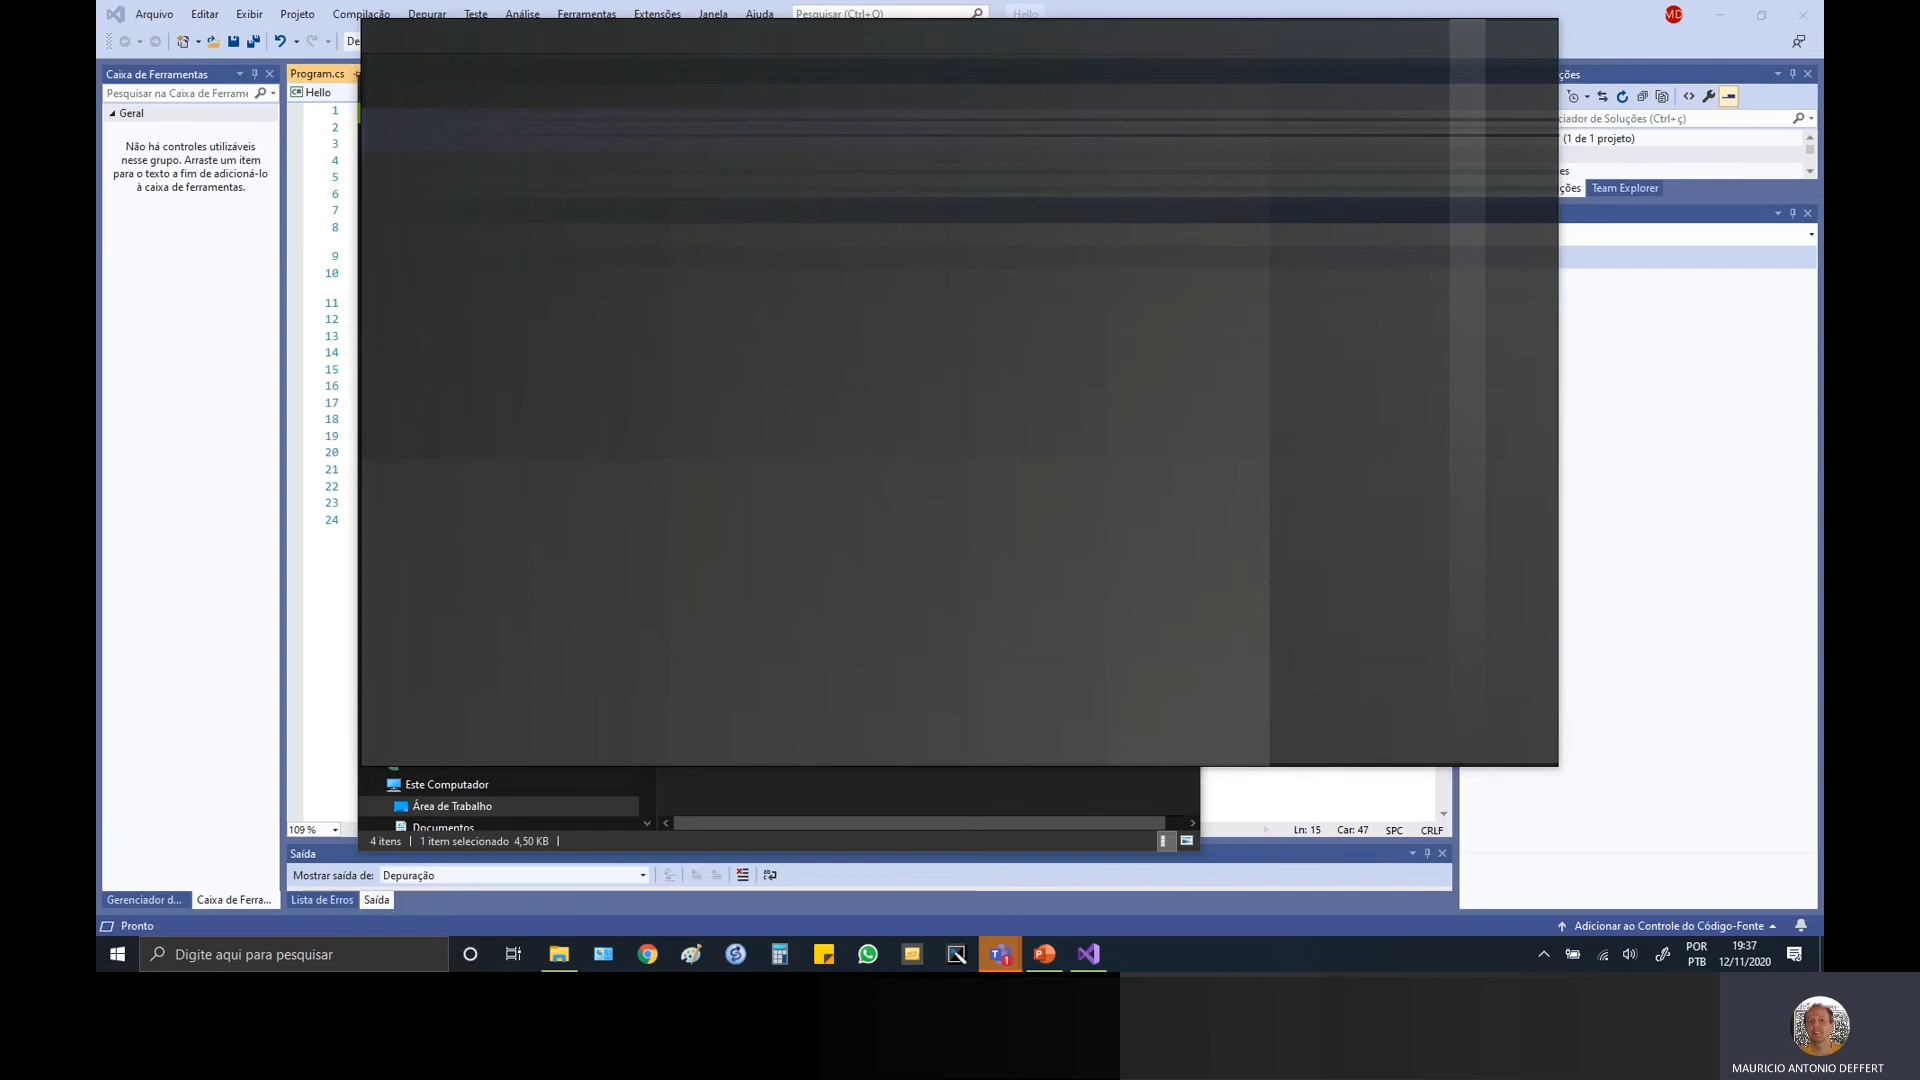 Arquivo Editar Exibir Projeto Compilação Depurar Teste Análise Ferramentas Extensões Janela Ajuda Pesquisar (Ctrl+Q) Hello MD
De
Caixa de Ferramentas
Program.cs
ções
Pesquisar na Caixa de Ferrame
Hello
ciador de Soluções (Ctrl+ç)
Geral
(1 de 1 projeto)
Não há controles utilizáveis
nesse grupo. Arraste um item
para o texto a fim de adicioná-lo
à caixa de ferramentas.
es
ções Team Explorer
1
2
3
4
5
6
7
8
9
10
11
12
13
14
15
16
17
18
19
20
21
22
23
24
Este Computador
Área de Trabalho
Documentos
109 %
Ln: 15 Car: 47 SPC CRLF
4 itens 1 item selecionado 4,50 KB
Saída
Mostrar saída de: Depuração
Gerenciador d... Caixa de Ferra... Lista de Erros Saída
Pronto
Adicionar ao Controle do Código-Fonte
Digite aqui para pesquisar
1
POR
PTB
19:37
12/11/2020
MAURICIO ANTONIO DEFFERT